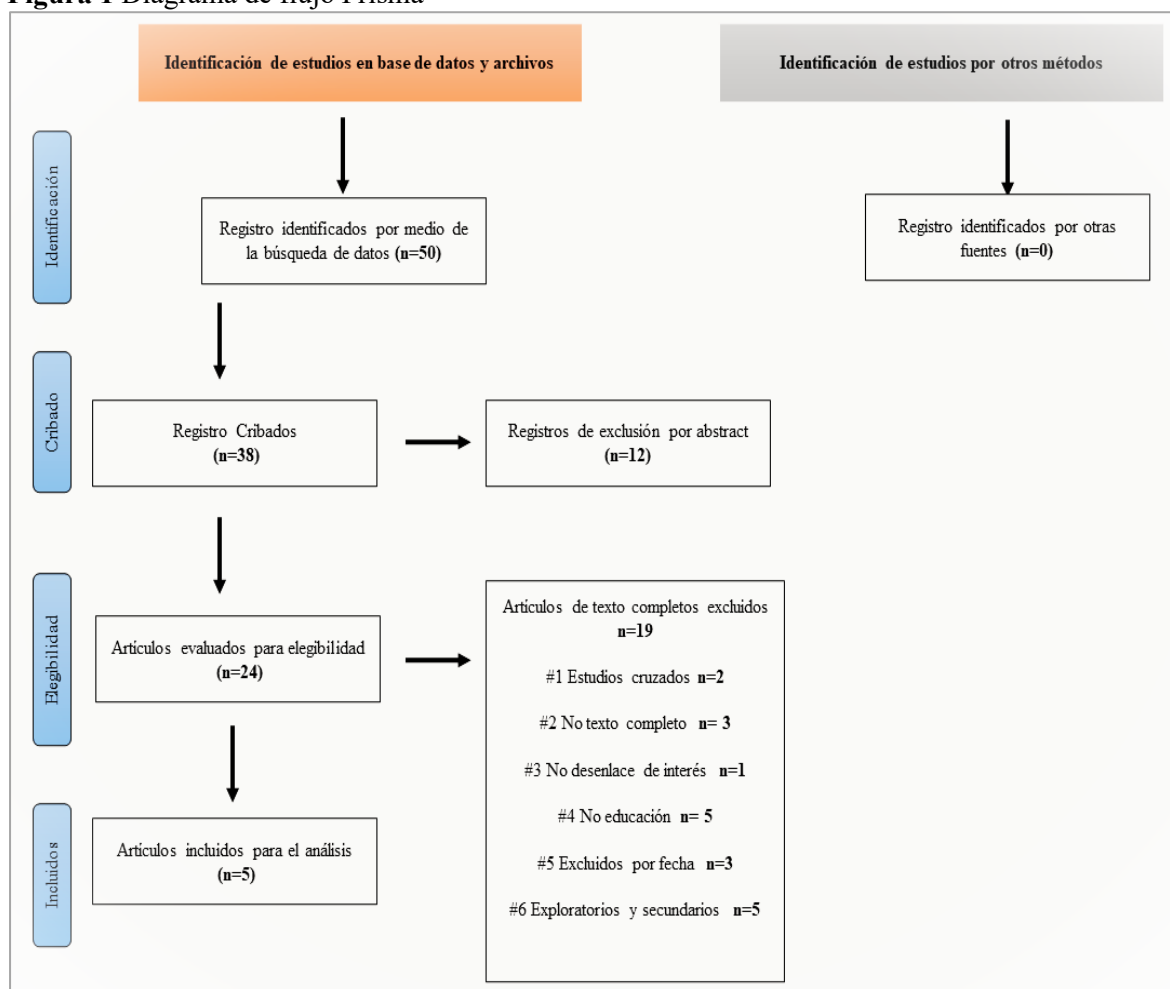 Figura 1 Diagrama de flujo Prisma
Identificación de estudios en base de datos y archivos
Identificación de estudios por otros métodos
Identificación
Registro identificados por medio de
la búsqueda de datos (n=50)
Registro identificados por otras
fuentes (n=0)
Cribado
Registro Cribados
(n=38)
Registros de exclusión por abstract
(n=12)
Elegibilidad
Artículos evaluados para elegibilidad
(n=24)
Artículos de texto completos excluidos
n=19
#1 Estudios cruzados n=2
#2 No texto completo n= 3
#3 No desenlace de interés n=1
#4 No educación n= 5
#5 Excluidos por fecha n=3
#6 Exploratorios y secundarios n=5
Incluidos
Artículos incluidos para el análisis
(n=5)